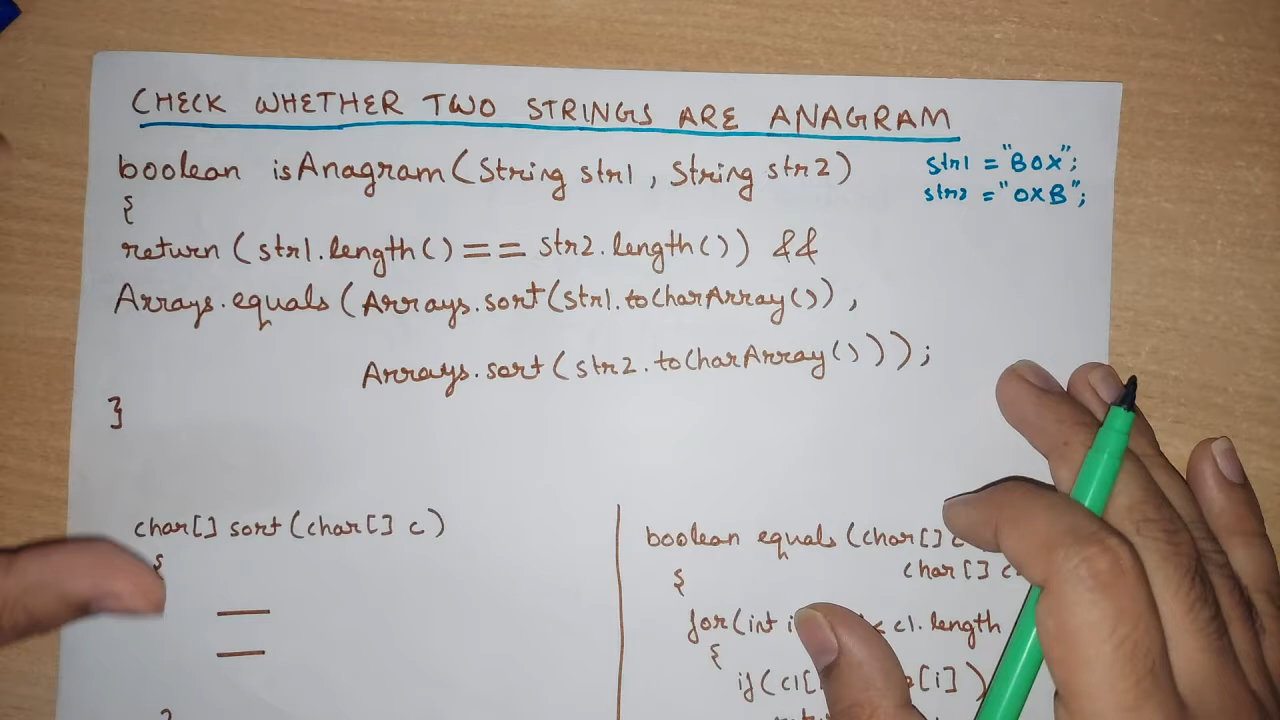 CHECK WHETHER TWO STRINGS ARE ANAGRAM
boolean isAnagram(String str1, String str2)
{
return (str1.length() == str2.length()) &&
Arrays.equals(Arrays.sort(str1.toCharArray()),
Arrays.sort(str2.toCharArray()));
}
str1 = "BOX";
str2 = "OXB";
char[] sort(char[] c)
{
}
boolean equals(char[]
char[]
{
for(int i < c1.length
{
if(c1[ [i])